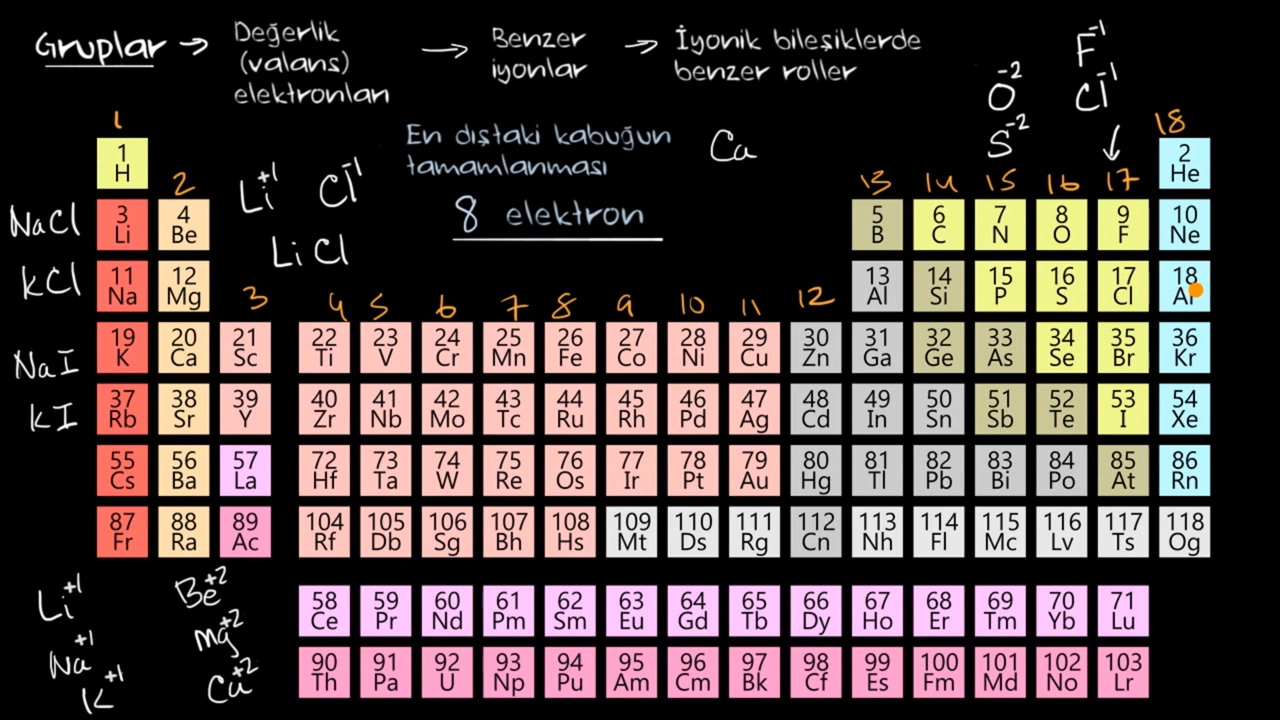 Gruplar → Değerlik (valans) elektronları → Benzer iyonlar → İyonik bileşiklerde benzer roller
F⁻¹
O⁻² Cl⁻¹
S⁻²
En dıştaki kabuğun tamamlanması
8 elektron
Ca
Li⁺¹ Cl⁻¹
LiCl
NaCl
KCl
NaI
KI
1 2 3 4 5 6 7 8 9 10 11 12 13 14 15 16 17 18
1 H 2 He
3 Li 4 Be 5 B 6 C 7 N 8 O 9 F 10 Ne
11 Na 12 Mg 13 Al 14 Si 15 P 16 S 17 Cl 18 Ar
19 K 20 Ca 21 Sc 22 Ti 23 V 24 Cr 25 Mn 26 Fe 27 Co 28 Ni 29 Cu 30 Zn 31 Ga 32 Ge 33 As 34 Se 35 Br 36 Kr
37 Rb 38 Sr 39 Y 40 Zr 41 Nb 42 Mo 43 Tc 44 Ru 45 Rh 46 Pd 47 Ag 48 Cd 49 In 50 Sn 51 Sb 52 Te 53 I 54 Xe
55 Cs 56 Ba 57 La 72 Hf 73 Ta 74 W 75 Re 76 Os 77 Ir 78 Pt 79 Au 80 Hg 81 Tl 82 Pb 83 Bi 84 Po 85 At 86 Rn
87 Fr 88 Ra 89 Ac 104 Rf 105 Db 106 Sg 107 Bh 108 Hs 109 Mt 110 Ds 111 Rg 112 Cn 113 Nh 114 Fl 115 Mc 116 Lv 117 Ts 118 Og
58 Ce 59 Pr 60 Nd 61 Pm 62 Sm 63 Eu 64 Gd 65 Tb 66 Dy 67 Ho 68 Er 69 Tm 70 Yb 71 Lu
90 Th 91 Pa 92 U 93 Np 94 Pu 95 Am 96 Cm 97 Bk 98 Cf 99 Es 100 Fm 101 Md 102 No 103 Lr
Li⁺¹ Be⁺²
Na⁺¹ Mg⁺²
K⁺¹ Ca⁺²